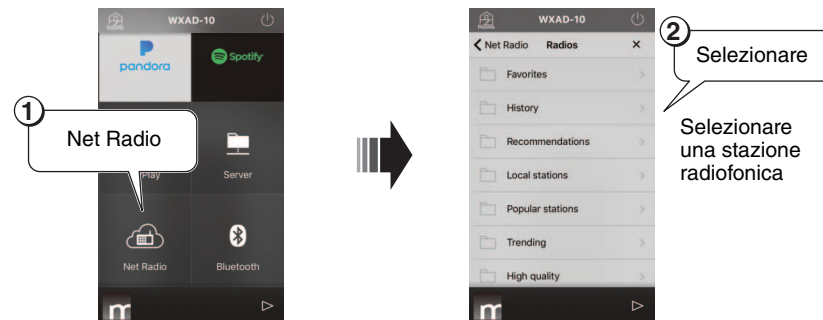 WXAD-10
pandora
Spotify
1
Net Radio
Play
Server
Net Radio
Bluetooth
m
WXAD-10
Net Radio Radios ×
Favorites
History
Recommendations
Local stations
Popular stations
Trending
High quality
2
Selezionare
Selezionare
una stazione
radiofonica